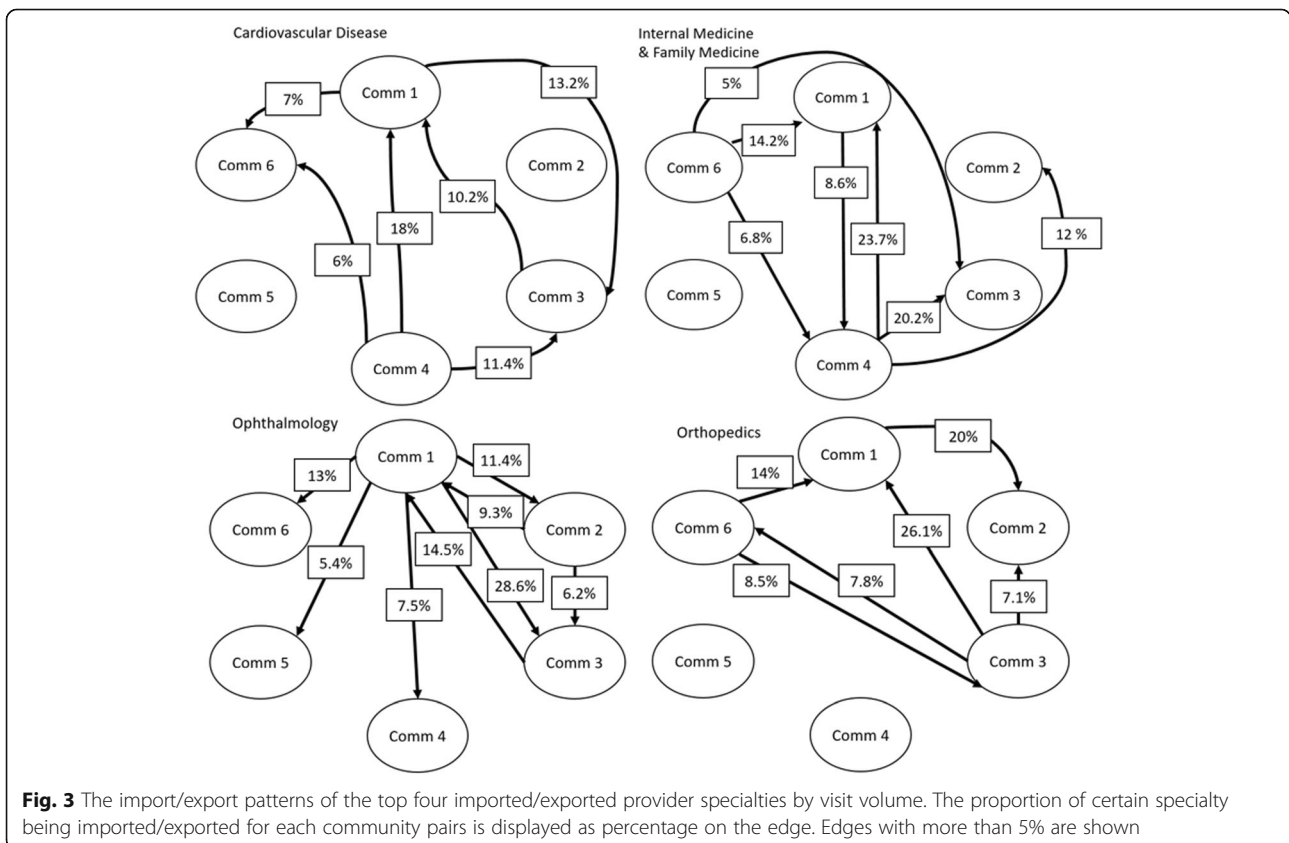 Cardiovascular Disease
Comm 1
7%
13.2%
Comm 6
Comm 2
10.2%
18%
6%
Comm 5
Comm 3
Comm 4
11.4%
Internal Medicine
& Family Medicine
5%
Comm 1
14.2%
Comm 6
Comm 2
8.6%
6.8%
23.7%
12 %
Comm 5
Comm 3
20.2%
Comm 4
Ophthalmology
Comm 1
11.4%
13%
9.3%
Comm 6
Comm 2
14.5%
5.4%
28.6%
7.5%
6.2%
Comm 5
Comm 3
Comm 4
Orthopedics
20%
Comm 1
14%
Comm 6
Comm 2
26.1%
8.5%
7.8%
7.1%
Comm 5
Comm 3
Comm 4
Fig. 3 The import/export patterns of the top four imported/exported provider specialties by visit volume. The proportion of certain specialty
being imported/exported for each community pairs is displayed as percentage on the edge. Edges with more than 5% are shown